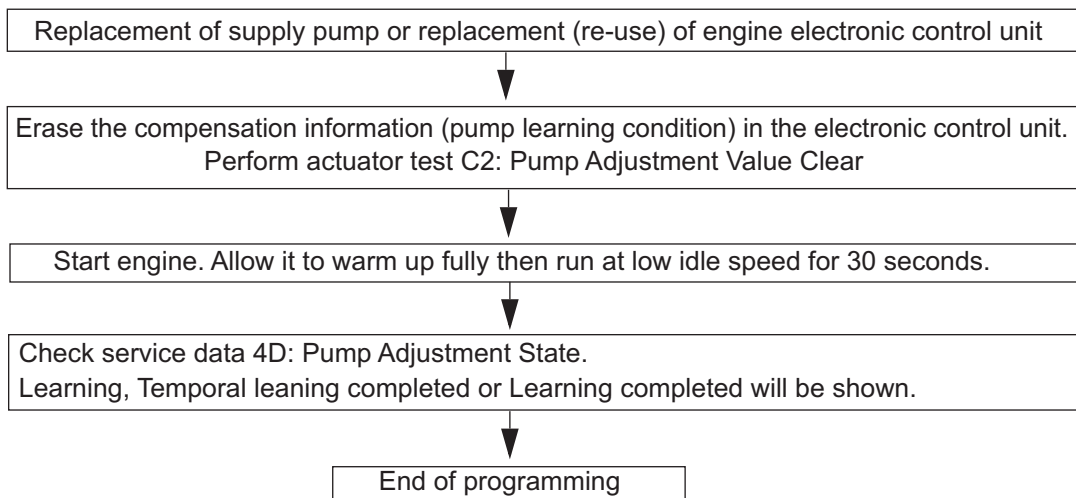 Replacement of supply pump or replacement (re-use) of engine electronic control unit
Erase the compensation information (pump learning condition) in the electronic control unit.
Perform actuator test C2: Pump Adjustment Value Clear
Start engine. Allow it to warm up fully then run at low idle speed for 30 seconds.
Check service data 4D: Pump Adjustment State.
Learning, Temporal leaning completed or Learning completed will be shown.
End of programming